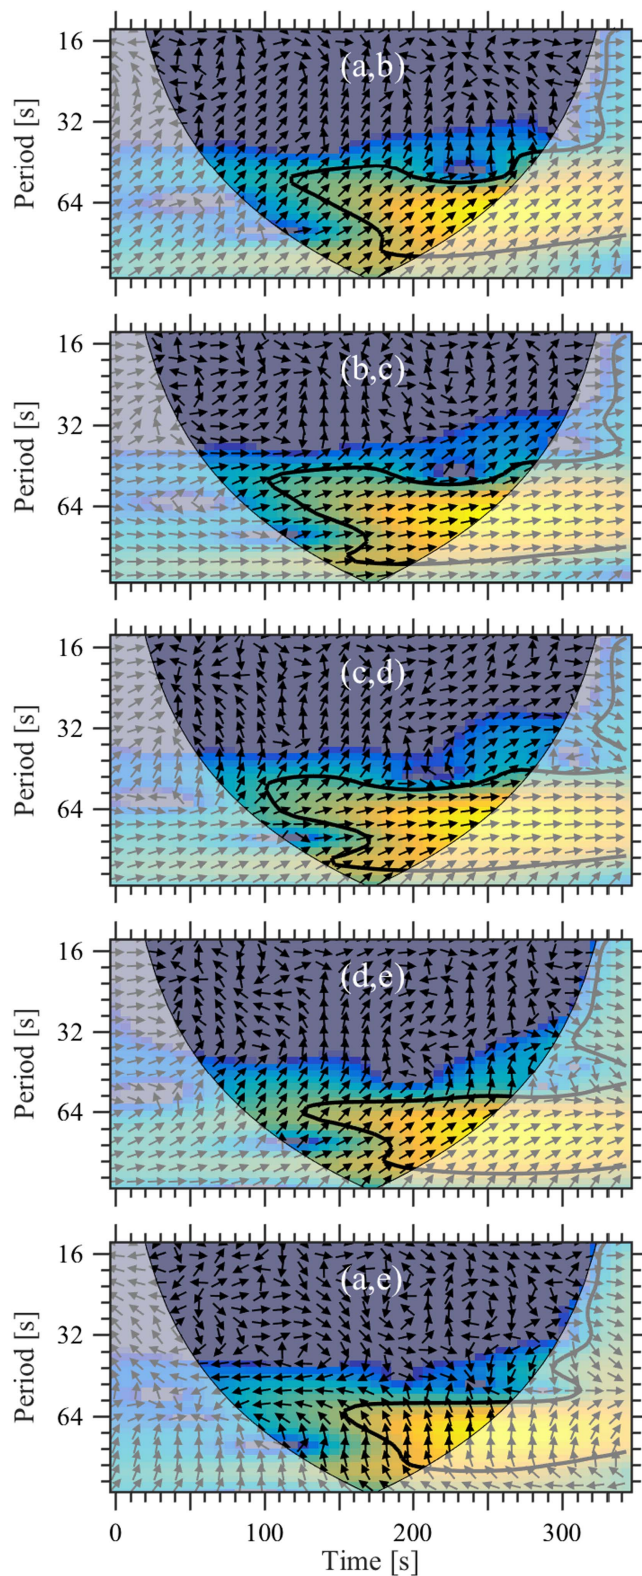 (a,b)
16
32
64
Period [s]
(b,c)
16
32
64
Period [s]
(c,d)
16
32
64
Period [s]
(d,e)
16
32
64
Period [s]
(a,e)
16
32
64
Period [s]
0 100 200 300
Time [s]